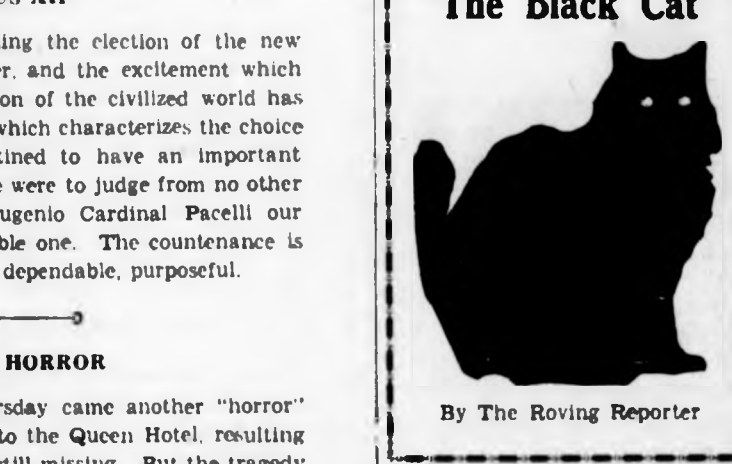 ting the election of the new
er, and the excitement which
on of the civilized world has
which characterizes the choice
tined to have an important
e were to judge from no other
ugenio Cardinal Pacelli our
ble one. The countenance is
dependable, purposeful.
HORROR
rsday came another "horror"
to the Queen Hotel, resulting
still missing. But the tragedy
The Black Cat
By The Roving Reporter